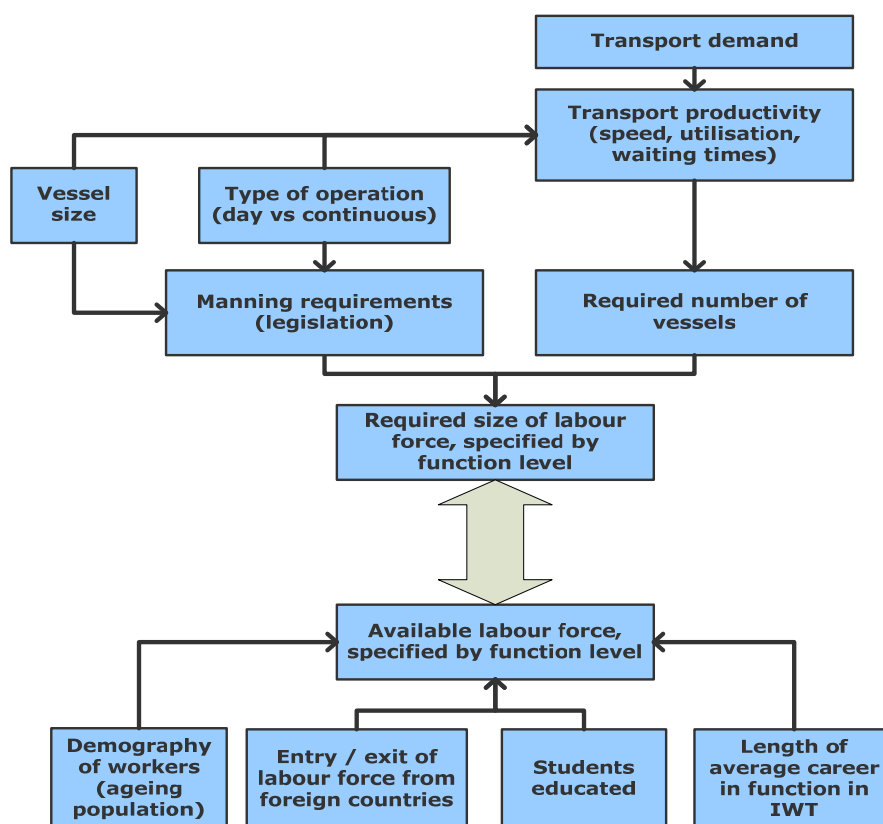 Transport demand
Transport productivity
(speed, utilisation,
waiting times)
Vessel
size
Type of operation
(day vs continuous)
Manning requirements
(legislation)
Required number of
vessels
Required size of labour
force, specified by
function level
Available labour force,
specified by function level
Demography
of workers
(ageing
population)
Entry / exit of
labour force from
foreign countries
Students
educated
Length of
average career
in function in
IWT